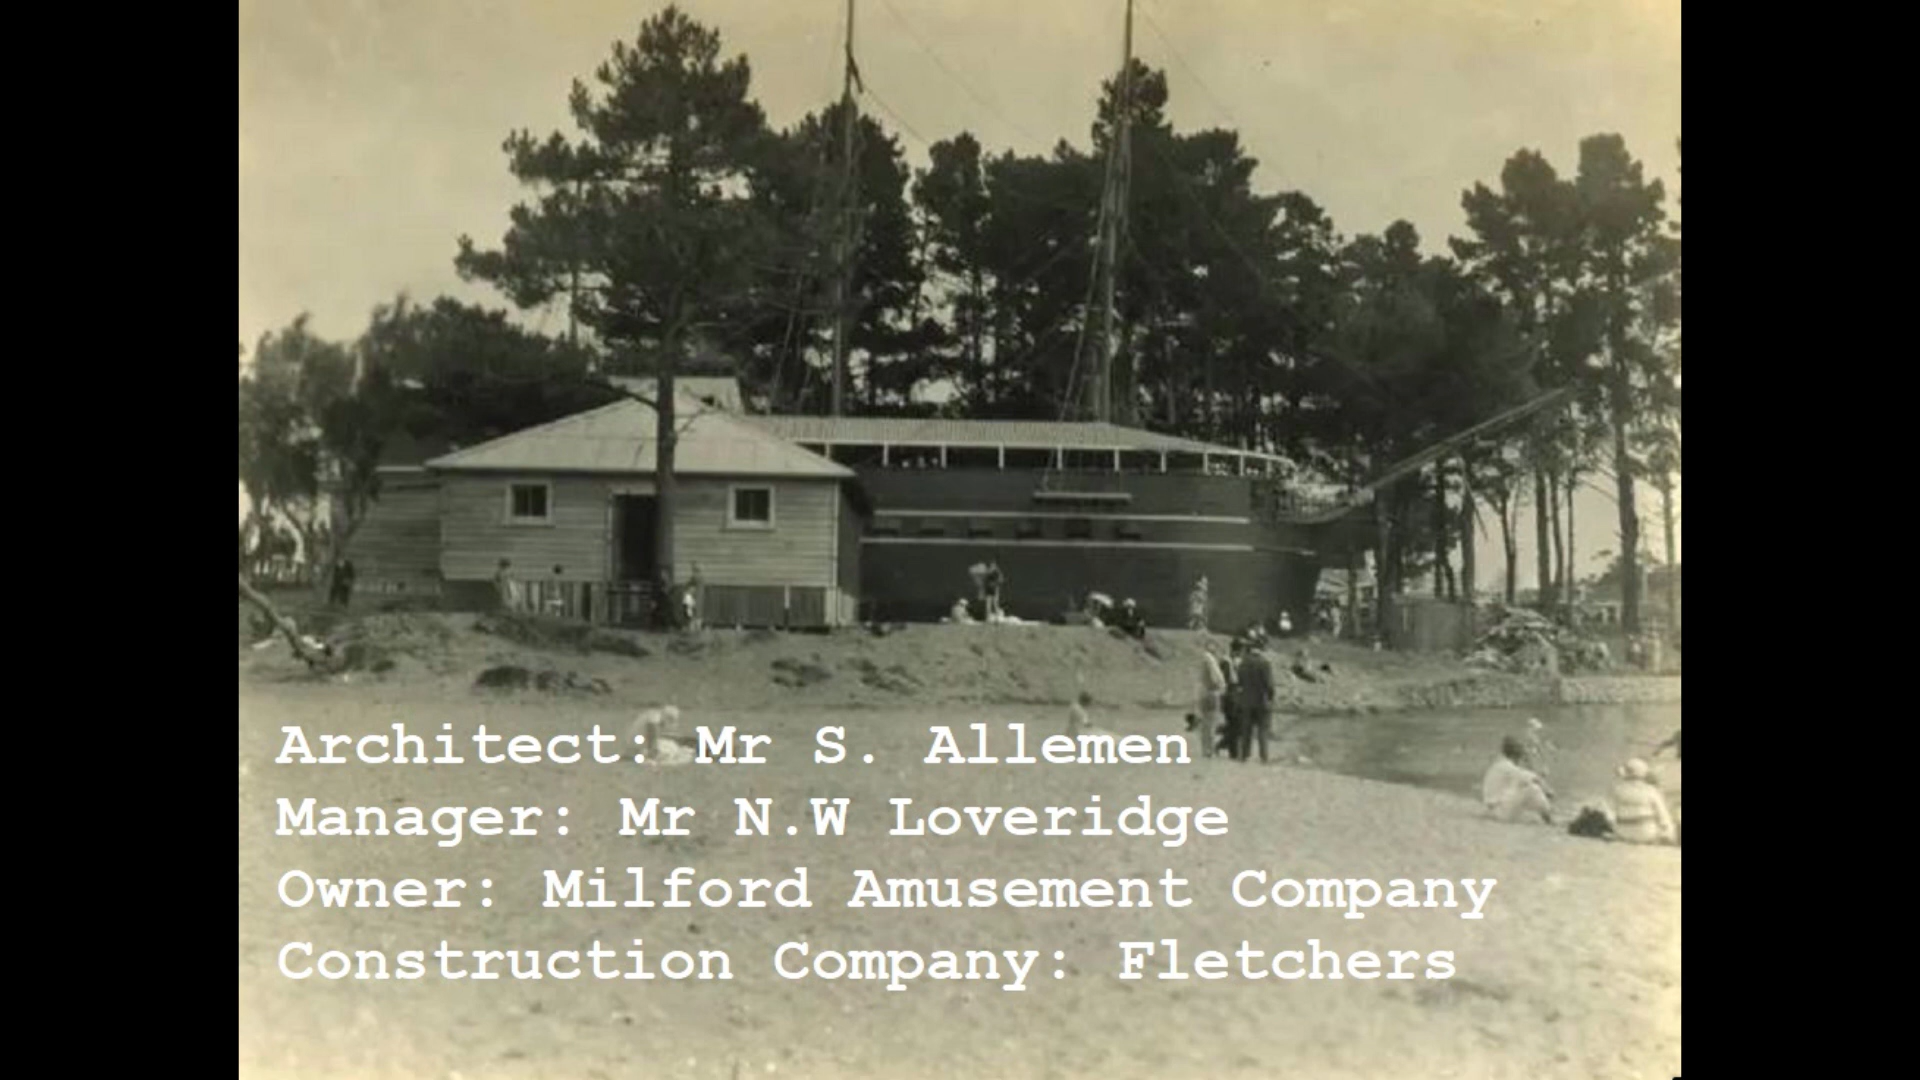 Architect: Mr S. Allemen
Manager: Mr N.W Loveridge
Owner: Milford Amusement Company
Construction Company: Fletchers